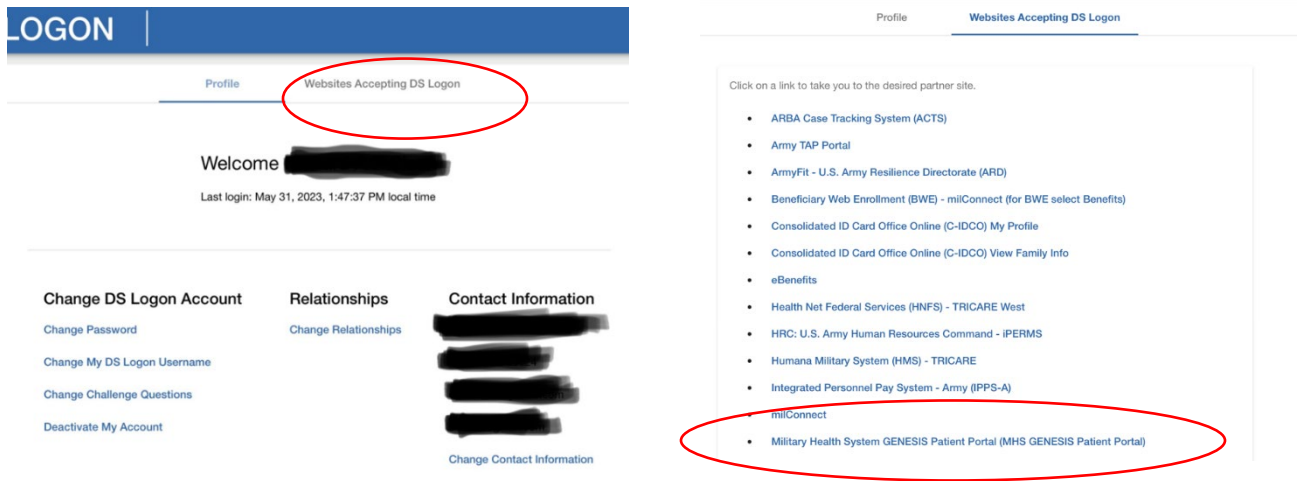 LOGON
Profile Websites Accepting DS Logon
Welcome
Last login: May 31, 2023, 1:47:37 PM local time
Change DS Logon Account
Change Password
Change My DS Logon Username
Change Challenge Questions
Deactivate My Account
Relationships
Change Relationships
Contact Information
Change Contact Information
Profile Websites Accepting DS Logon
Click on a link to take you to the desired partner site.
• ARBA Case Tracking System (ACTS)
• Army TAP Portal
• ArmyFit - U.S. Army Resilience Directorate (ARD)
• Beneficiary Web Enrollment (BWE) - milConnect (for BWE select Benefits)
• Consolidated ID Card Office Online (C-IDCO) My Profile
• Consolidated ID Card Office Online (C-IDCO) View Family Info
• eBenefits
• Health Net Federal Services (HNFS) - TRICARE West
• HRC: U.S. Army Human Resources Command - iPERMS
• Humana Military System (HMS) - TRICARE
• Integrated Personnel Pay System - Army (IPPS-A)
• milConnect
• Military Health System GENESIS Patient Portal (MHS GENESIS Patient Portal)